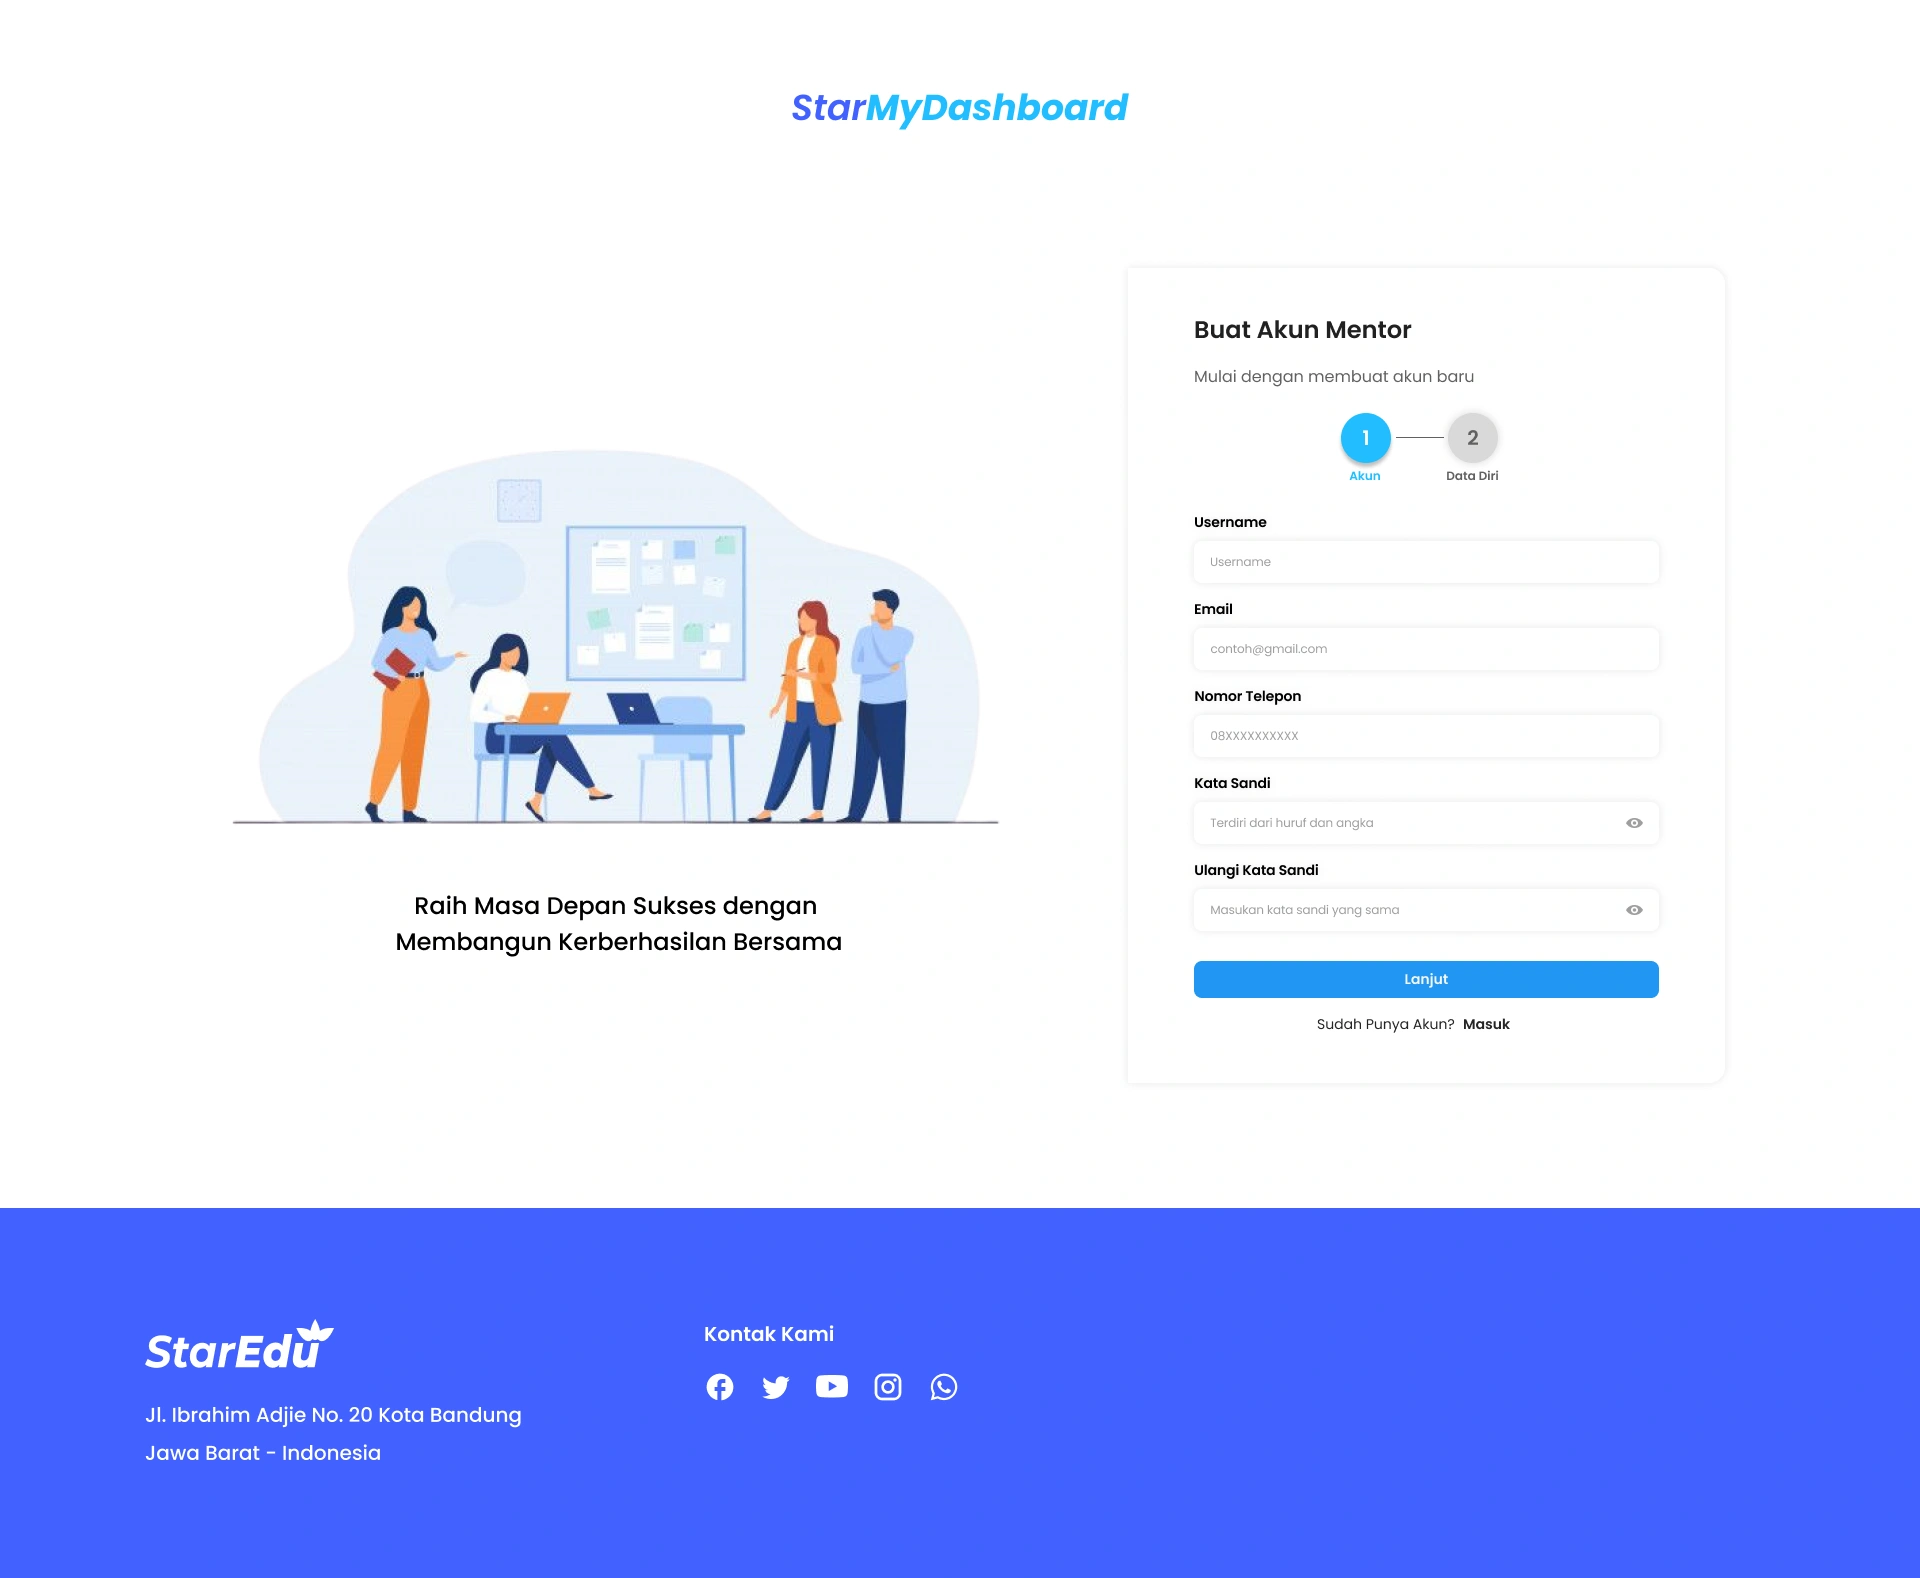 StarMyDashboard
Raih Masa Depan Sukses dengan
Membangun Kerberhasilan Bersama
Buat Akun Mentor
Mulai dengan membuat akun baru
1
2
Akun
Data Diri
Username
Username
Email
contoh@gmail.com
Nomor Telepon
08XXXXXXXXXX
Kata Sandi
Terdiri dari huruf dan angka
Ulangi Kata Sandi
Masukan kata sandi yang sama
Lanjut
Sudah Punya Akun? Masuk
StarEdu
Jl. Ibrahim Adjie No. 20 Kota Bandung
Jawa Barat - Indonesia
Kontak Kami